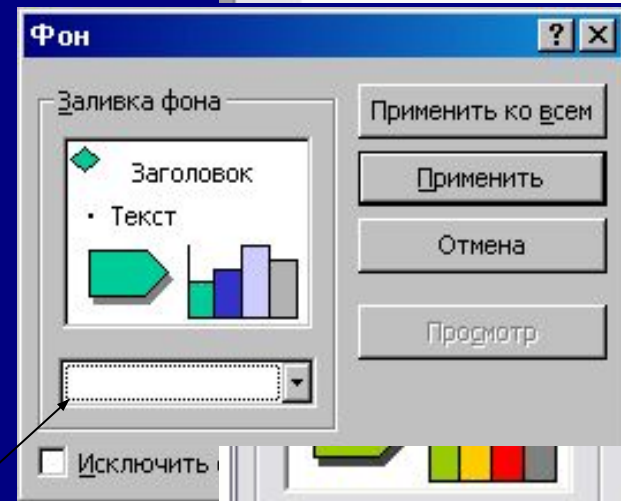 Фон
Заливка фона
Заголовок
· Текст
Применить ко всем
Применить
Отмена
Просмотр
Исключить